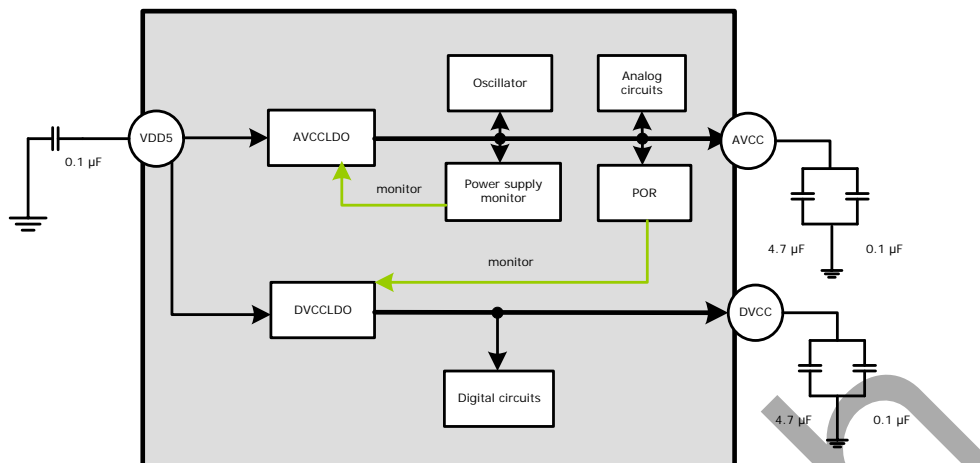 Oscillator
Analog
circuits
VDD5
AVCCLDO
AVCC
0.1 µF
monitor
Power supply
monitor
POR
4.7 µF
0.1 µF
monitor
DVCCLDO
DVCC
Digital circuits
4.7 µF
0.1 µF